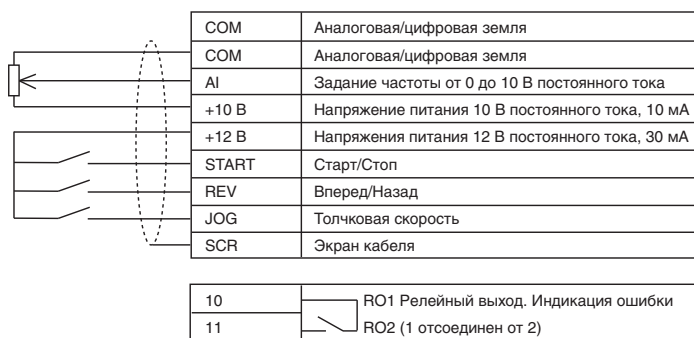 COM Аналоговая/цифровая земля
COM Аналоговая/цифровая земля
AI Задание частоты от 0 до 10 В постоянного тока
+10 В Напряжение питания 10 В постоянного тока, 10 мА
+12 В Напряжения питания 12 В постоянного тока, 30 мА
START Старт/Стоп
REV Вперед/Назад
JOG Толчковая скорость
SCR Экран кабеля
10 RO1 Релейный выход. Индикация ошибки
11 RO2 (1 отсоединен от 2)